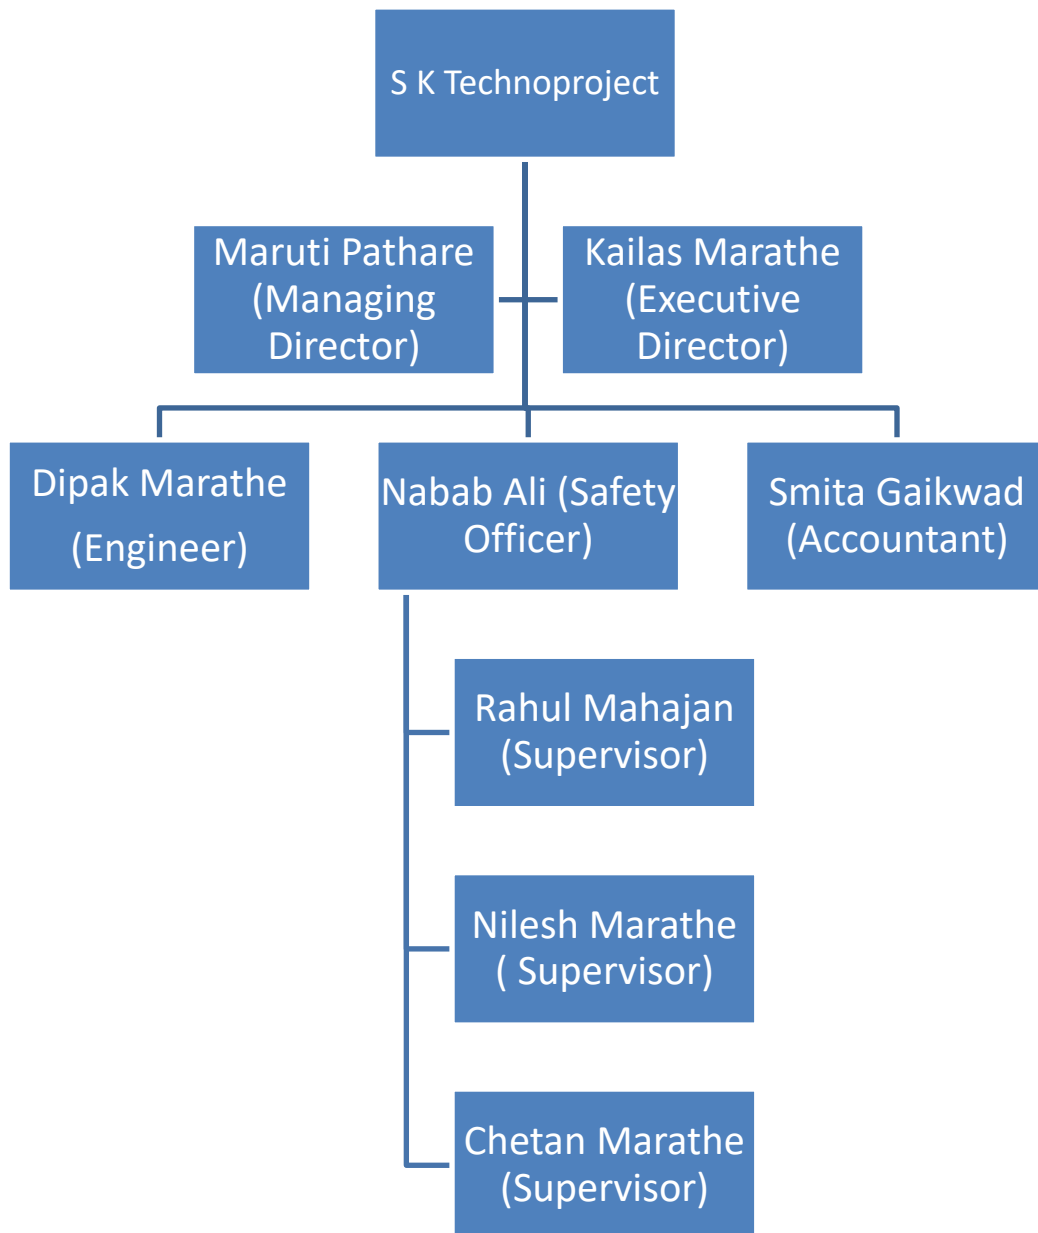 S K Technoproject
Maruti Pathare
(Managing
Director)
Kailas Marathe
(Executive
Director)
Dipak Marathe
(Engineer)
Nabab Ali (Safety
Officer)
Smita Gaikwad
(Accountant)
Rahul Mahajan
(Supervisor)
Nilesh Marathe
( Supervisor)
Chetan Marathe
(Supervisor)